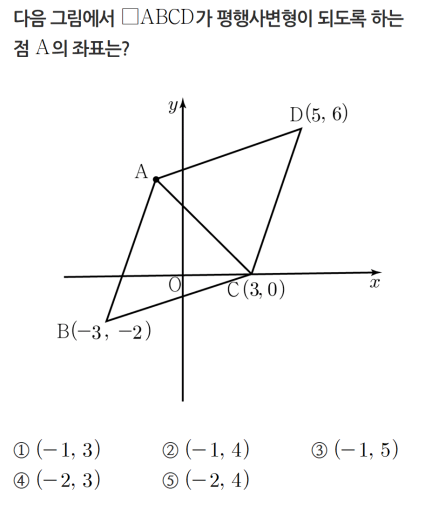 다음 그림에서 □ABCD가 평행사변형이 되도록 하는
점 A의 좌표는?
y
D(5, 6)
A
O
C(3, 0)
x
B(−3, −2)
① (−1, 3) ② (−1, 4) ③ (−1, 5)
④ (−2, 3) ⑤ (−2, 4)